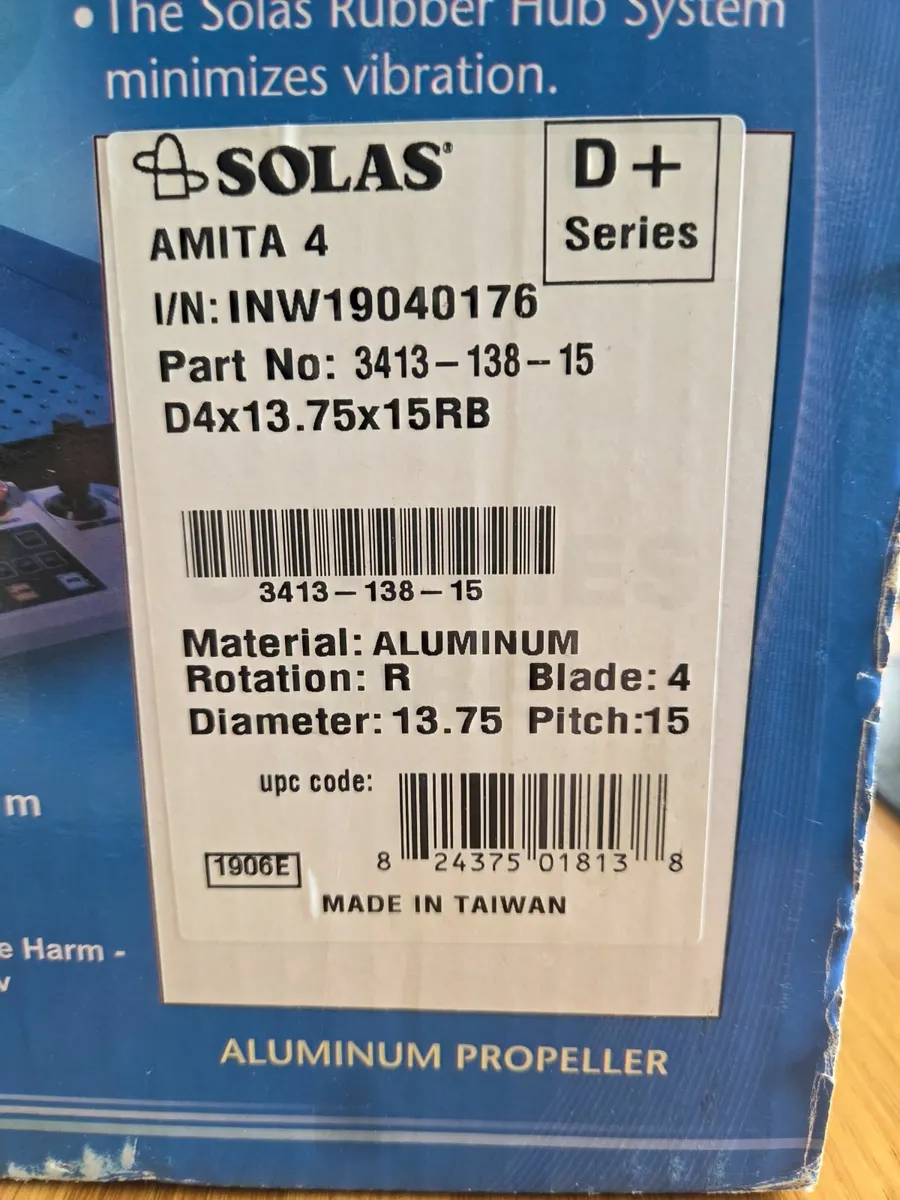 • The Solas Rubber Hub System
minimizes vibration.
SOLAS®
D+
Series
AMITA 4
I/N: INW19040176
Part No: 3413-138-15
D4x13.75x15RB
3413-138-15
Material: ALUMINUM
Rotation: R Blade: 4
Diameter: 13.75 Pitch:15
upc code:
8 24375 01813 8
1906E
MADE IN TAIWAN
m
e Harm -
ALUMINUM PROPELLER